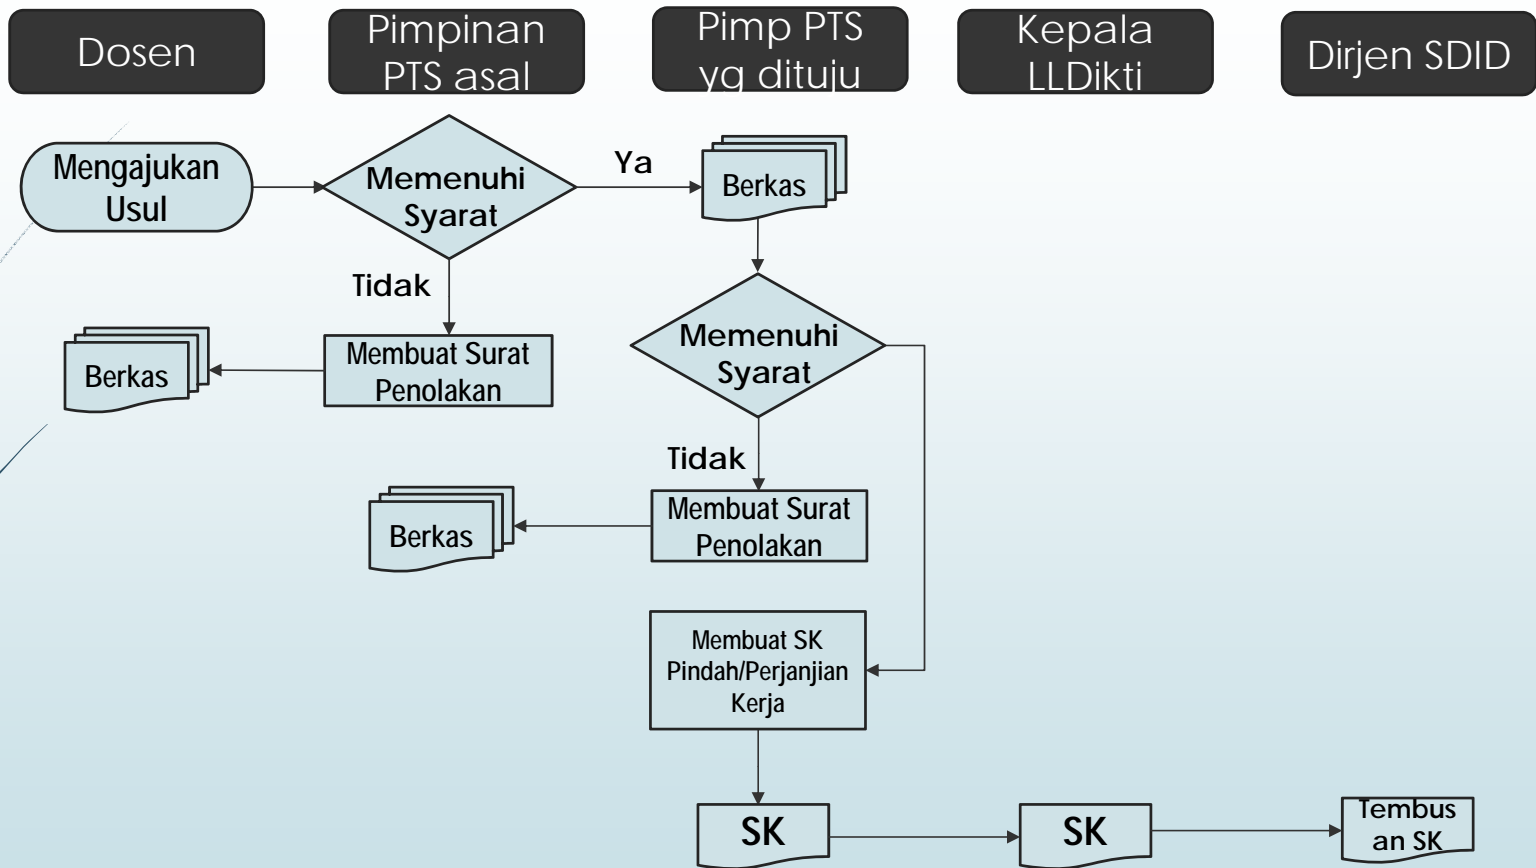 Dosen
Pimpinan
PTS asal
Pimp PTS
yg dituju
Kepala
LLDikti
Dirjen SDID
Mengajukan
Usul
Memenuhi
Syarat
Ya
Berkas
Tidak
Memenuhi
Syarat
Berkas
Membuat Surat
Penolakan
Tidak
Berkas
Membuat Surat
Penolakan
Membuat SK
Pindah/Perjanjian
Kerja
SK
SK
Tembus
an SK